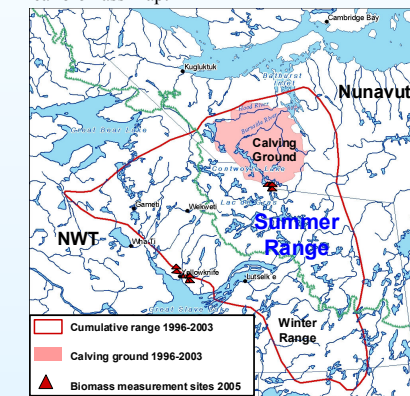 Cambridge Bay
Kugluktuk
Bathurst
Inlet
Nunavut
Hood River
Burnside River
Great Bear Lake
Calving
Ground
Contwoyto Lake
Lac de Gras
Gameti
Wekweti
Summer
Range
NWT
Wha Ti
Yellowknife
Lutselk e
Great Slave Lake
Winter
Range
Cumulative range 1996-2003
Calving ground 1996-2003
Biomass measurement sites 2005